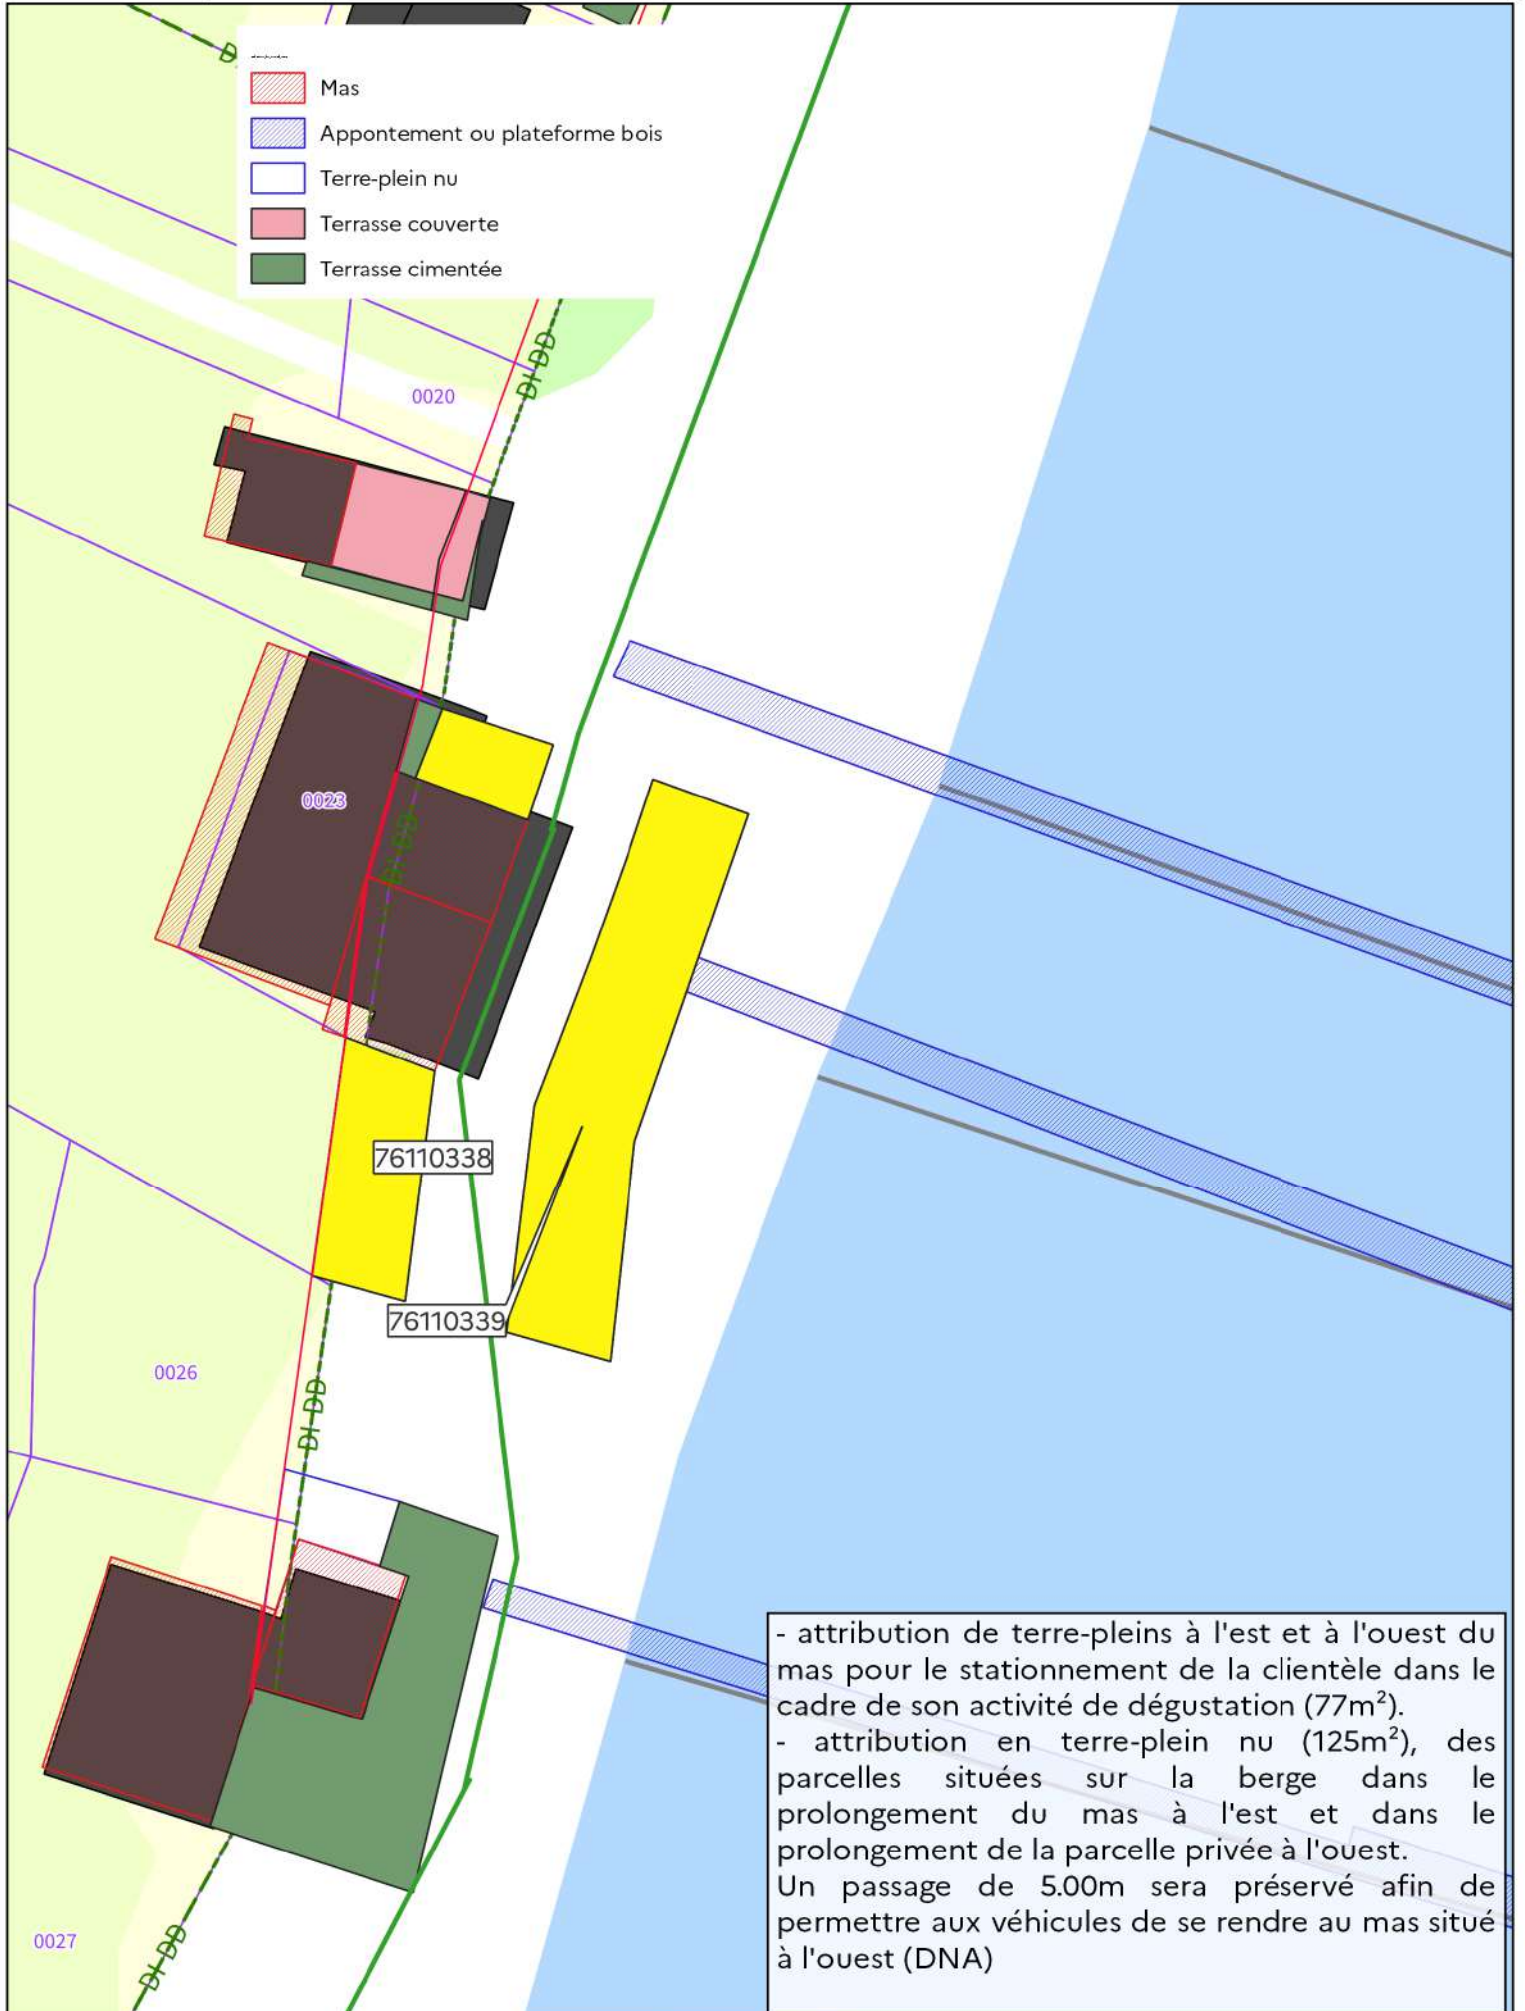 D
Mas
Appontement ou plateforme bois
Terre-plein nu
Terrasse couverte
Terrasse cimentée
DI-DD
0020
0023
DI-DD
76110338
76110339
0026
DI-DD
- attribution de terre-pleins à l'est et à l'ouest du
mas pour le stationnement de la clientèle dans le
cadre de son activité de dégustation (77m²).
- attribution en terre-plein nu (125m²), des
parcelles situées sur la berge dans le
prolongement du mas à l'est et dans le
prolongement de la parcelle privée à l'ouest.
Un passage de 5.00m sera préservé afin de
permettre aux véhicules de se rendre au mas situé
à l'ouest (DNA)
0027
DI-DD